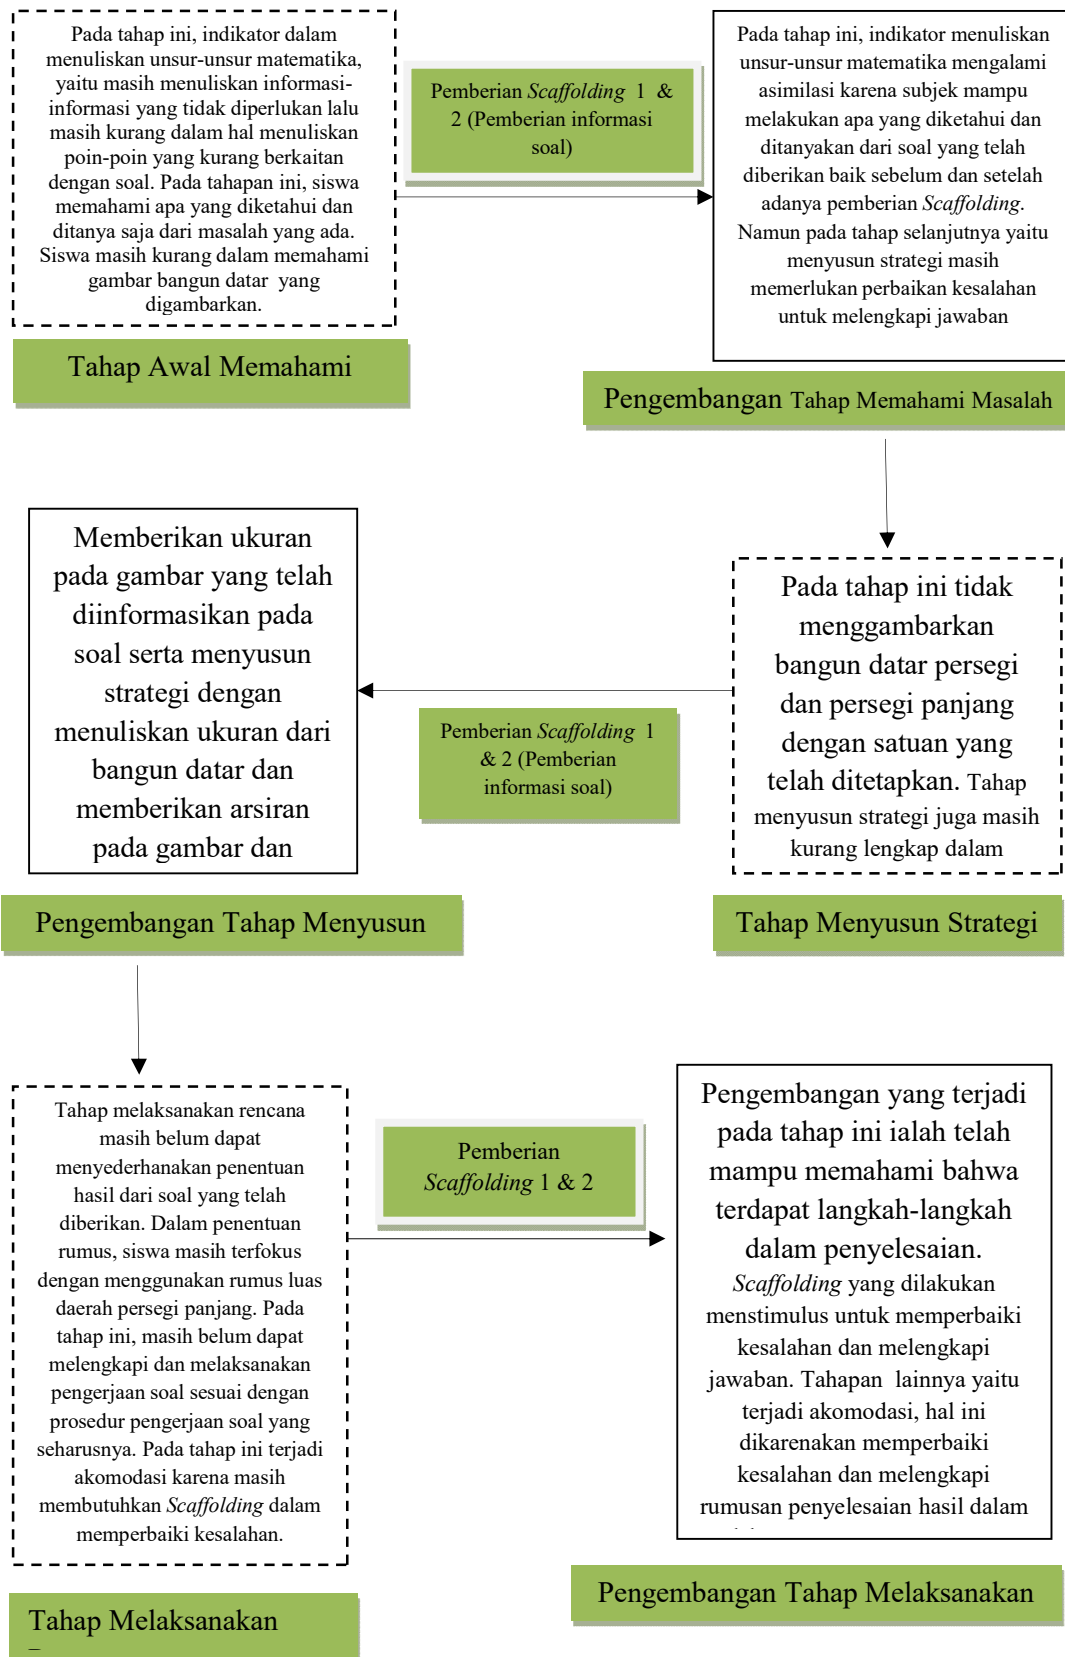 Pada tahap ini, indikator dalam
menuliskan unsur-unsur matematika,
yaitu masih menuliskan informasi-
informasi yang tidak diperlukan lalu
masih kurang dalam hal menuliskan
poin-poin yang kurang berkaitan
dengan soal. Pada tahapan ini, siswa
memahami apa yang diketahui dan
ditanya saja dari masalah yang ada.
Siswa masih kurang dalam memahami
gambar bangun datar yang
digambarkan.
Tahap Awal Memahami
Pemberian Scaffolding 1 &
2 (Pemberian informasi
soal)
Pada tahap ini, indikator menuliskan
unsur-unsur matematika mengalami
asimilasi karena subjek mampu
melakukan apa yang diketahui dan
ditanyakan dari soal yang telah
diberikan baik sebelum dan setelah
adanya pemberian Scaffolding.
Namun pada tahap selanjutnya yaitu
menyusun strategi masih
memerlukan perbaikan kesalahan
untuk melengkapi jawaban
Pengembangan Tahap Memahami Masalah
Pada tahap ini tidak
menggambarkan
bangun datar persegi
dan persegi panjang
dengan satuan yang
telah ditetapkan. Tahap
menyusun strategi juga masih
kurang lengkap dalam
Tahap Menyusun Strategi
Pemberian Scaffolding 1
& 2 (Pemberian
informasi soal)
Memberikan ukuran
pada gambar yang telah
diinformasikan pada
soal serta menyusun
strategi dengan
menuliskan ukuran dari
bangun datar dan
memberikan arsiran
pada gambar dan
Pengembangan Tahap Menyusun
Tahap melaksanakan rencana
masih belum dapat
menyederhanakan penentuan
hasil dari soal yang telah
diberikan. Dalam penentuan
rumus, siswa masih terfokus
dengan menggunakan rumus luas
daerah persegi panjang. Pada
tahap ini, masih belum dapat
melengkapi dan melaksanakan
pengerjaan soal sesuai dengan
prosedur pengerjaan soal yang
seharusnya. Pada tahap ini terjadi
akomodasi karena masih
membutuhkan Scaffolding dalam
memperbaiki kesalahan.
Tahap Melaksanakan
Pemberian
Scaffolding 1 & 2
Pengembangan yang terjadi
pada tahap ini ialah telah
mampu memahami bahwa
terdapat langkah-langkah
dalam penyelesaian.
Scaffolding yang dilakukan
menstimulus untuk memperbaiki
kesalahan dan melengkapi
jawaban. Tahapan lainnya yaitu
terjadi akomodasi, hal ini
dikarenakan memperbaiki
kesalahan dan melengkapi
rumusan penyelesaian hasil dalam
Pengembangan Tahap Melaksanakan